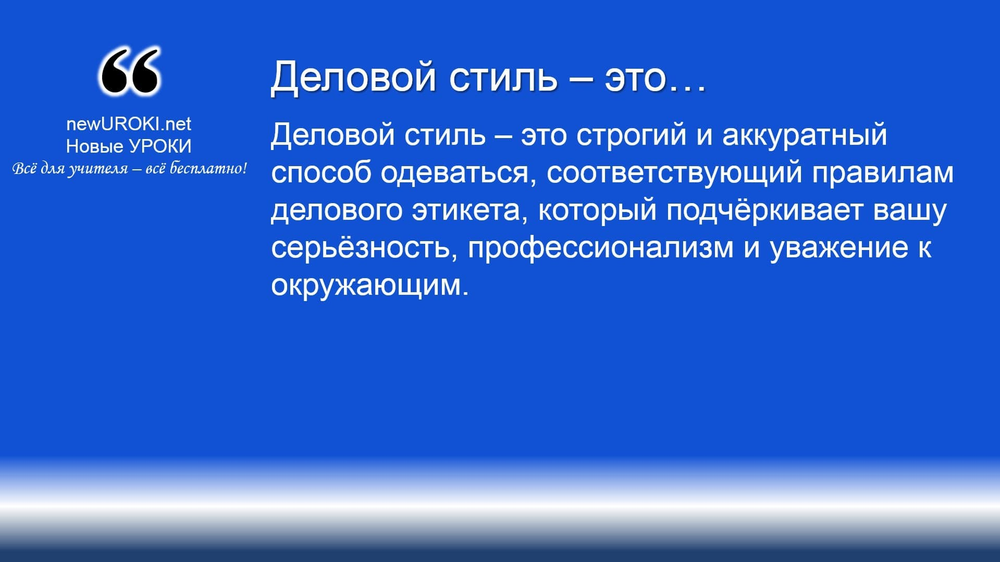 newUROKI.net
Новые УРОКИ
Всё для учителя – всё бесплатно!
Деловой стиль – это…
Деловой стиль – это строгий и аккуратный
способ одеваться, соответствующий правилам
делового этикета, который подчёркивает вашу
серьёзность, профессионализм и уважение к
окружающим.